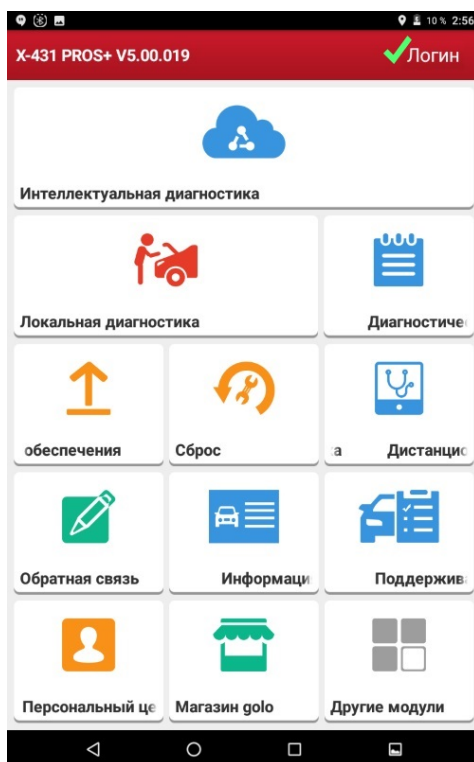 10 % 2:56
X-431 PROS+ V5.00.019 Логин
Интеллектуальная диагностика
Локальная диагностика
Диагностиче
обеспечения
Сброс
а Дистанцио
Обратная связь
Информаци
Поддержив
Персональный це
Магазин golo
Другие модули